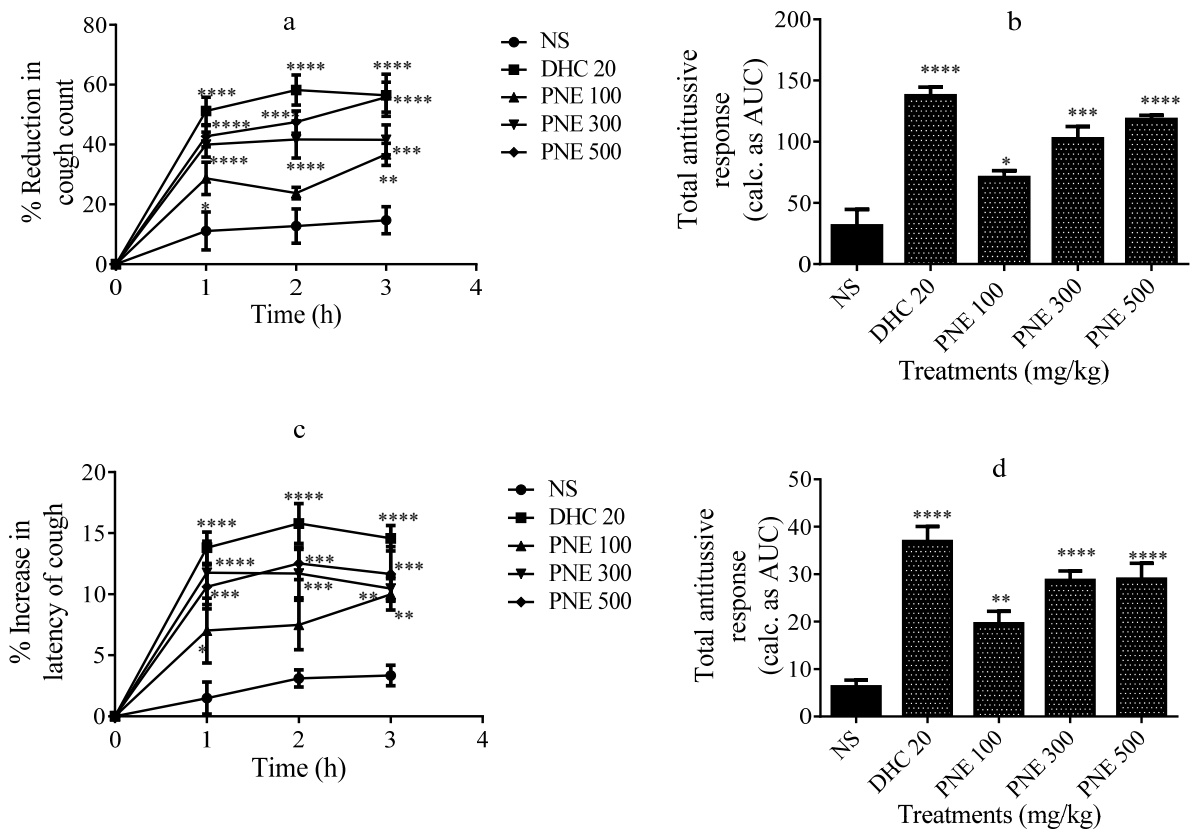 a
% Reduction in
cough count
80
60
40
20
0
0 1 2 3 4
Time (h)
****
****
****
****
****
****
****
****
***
**
*
NS
DHC 20
PNE 100
PNE 300
PNE 500
b
Total antitussive
response
(calc. as AUC)
200
150
100
50
0
****
*
***
****
NS
DHC 20
PNE 100
PNE 300
PNE 500
Treatments (mg/kg)
c
% Increase in
latency of cough
20
15
10
5
0
0 1 2 3 4
Time (h)
****
****
****
****
***
***
***
***
**
**
*
NS
DHC 20
PNE 100
PNE 300
PNE 500
d
Total antitussive
response
(calc. as AUC)
50
40
30
20
10
0
****
**
****
****
NS
DHC 20
PNE 100
PNE 300
PNE 500
Treatments (mg/kg)